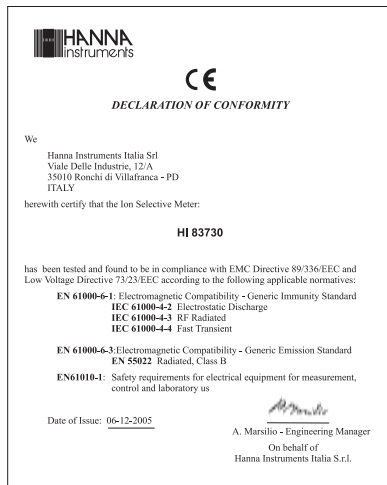 HANNA
instruments
CE
DECLARATION OF CONFORMITY
We
Hanna Instruments Italia Srl
Viale Delle Industrie, 12/A
35010 Ronchi di Villafranca - PD
ITALY
herewith certify that the Ion Selective Meter:
HI 83730
has been tested and found to be in compliance with EMC Directive 89/336/EEC and
Low Voltage Directive 73/23/EEC according to the following applicable normatives:
EN 61000-6-1: Electromagnetic Compatibility - Generic Immunity Standard
IEC 61000-4-2 Electrostatic Discharge
IEC 61000-4-3 RF Radiated
IEC 61000-4-4 Fast Transient
EN 61000-6-3:Electromagnetic Compatibility - Generic Emission Standard
EN 55022 Radiated, Class B
EN61010-1: Safety requirements for electrical equipment for measurement,
control and laboratory us
Date of Issue: 06-12-2005
A. Marsilio - Engineering Manager
On behalf of
Hanna Instruments Italia S.r.l.